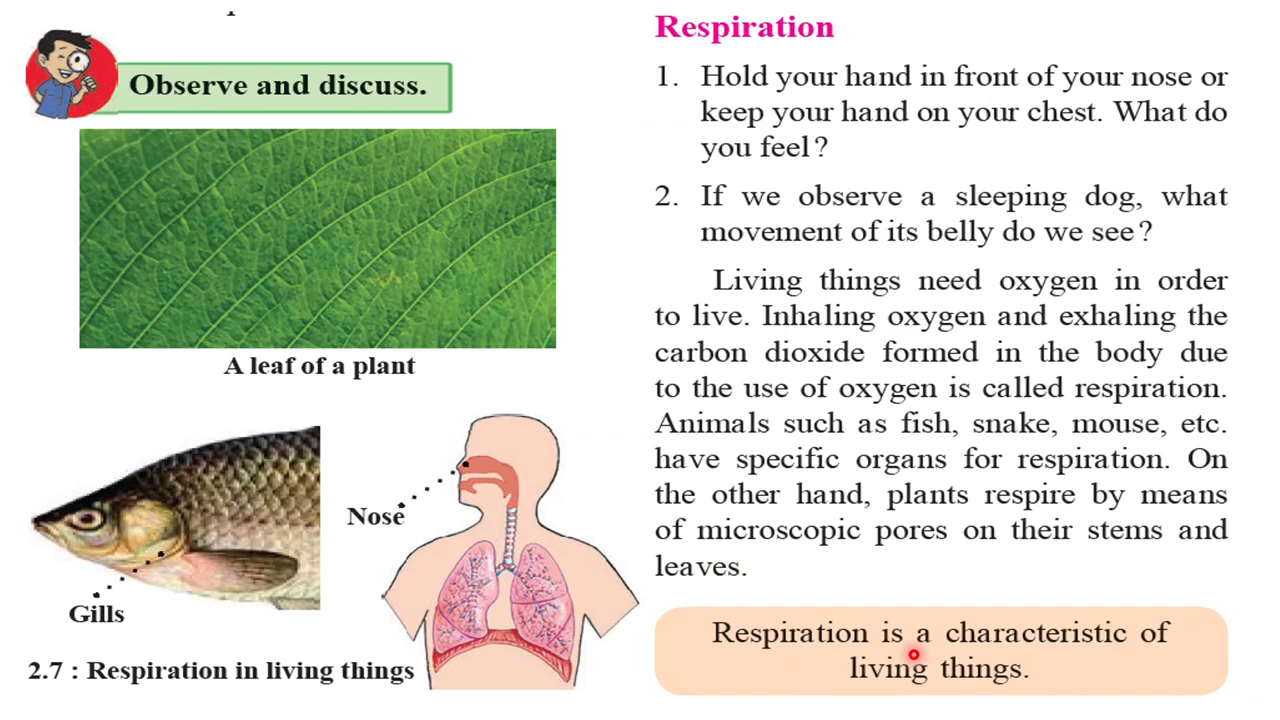 Observe and discuss.
A leaf of a plant
Nose
Gills
2.7 : Respiration in living things
Respiration
1. Hold your hand in front of your nose or
keep your hand on your chest. What do
you feel?
2. If we observe a sleeping dog, what
movement of its belly do we see?
Living things need oxygen in order
to live. Inhaling oxygen and exhaling the
carbon dioxide formed in the body due
to the use of oxygen is called respiration.
Animals such as fish, snake, mouse, etc.
have specific organs for respiration. On
the other hand, plants respire by means
of microscopic pores on their stems and
leaves.
Respiration is a characteristic of
living things.